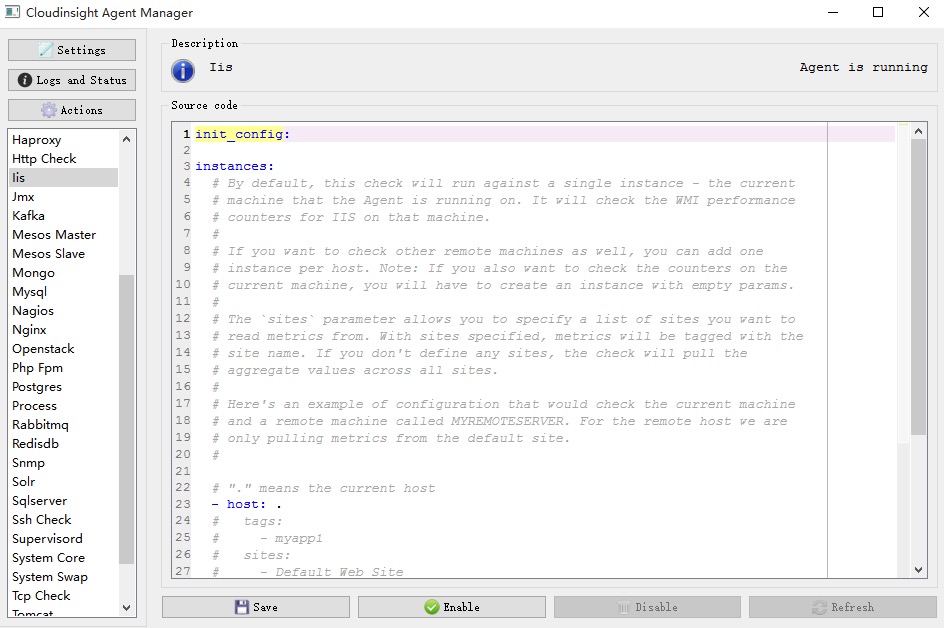 Cloudinsight Agent Manager
Settings
Logs and Status
Actions
Haproxy
Http Check
Iis
Jmx
Kafka
Mesos Master
Mesos Slave
Mongo
Mysql
Nagios
Nginx
Openstack
Php Fpm
Postgres
Process
Rabbitmq
Redisdb
Snmp
Solr
Sqlserver
Ssh Check
Supervisord
System Core
System Swap
Tcp Check
Tomcat
Description
Iis
Agent is running
Source code
1 init_config:
2
3 instances:
4 # By default, this check will run against a single instance - the current
5 # machine that the Agent is running on. It will check the WMI performance
6 # counters for IIS on that machine.
7 #
8 # If you want to check other remote machines as well, you can add one
9 # instance per host. Note: If you also want to check the counters on the
10 # current machine, you will have to create an instance with empty params.
11 #
12 # The `sites` parameter allows you to specify a list of sites you want to
13 # read metrics from. With sites specified, metrics will be tagged with the
14 # site name. If you don't define any sites, the check will pull the
15 # aggregate values across all sites.
16 #
17 # Here's an example of configuration that would check the current machine
18 # and a remote machine called MYREMOTESERVER. For the remote host we are
19 # only pulling metrics from the default site.
20 #
21
22 # "." means the current host
23 - host: .
24 # tags:
25 # - myapp1
26 # sites:
27 # - Default Web Site
Save
Enable
Disable
Refresh